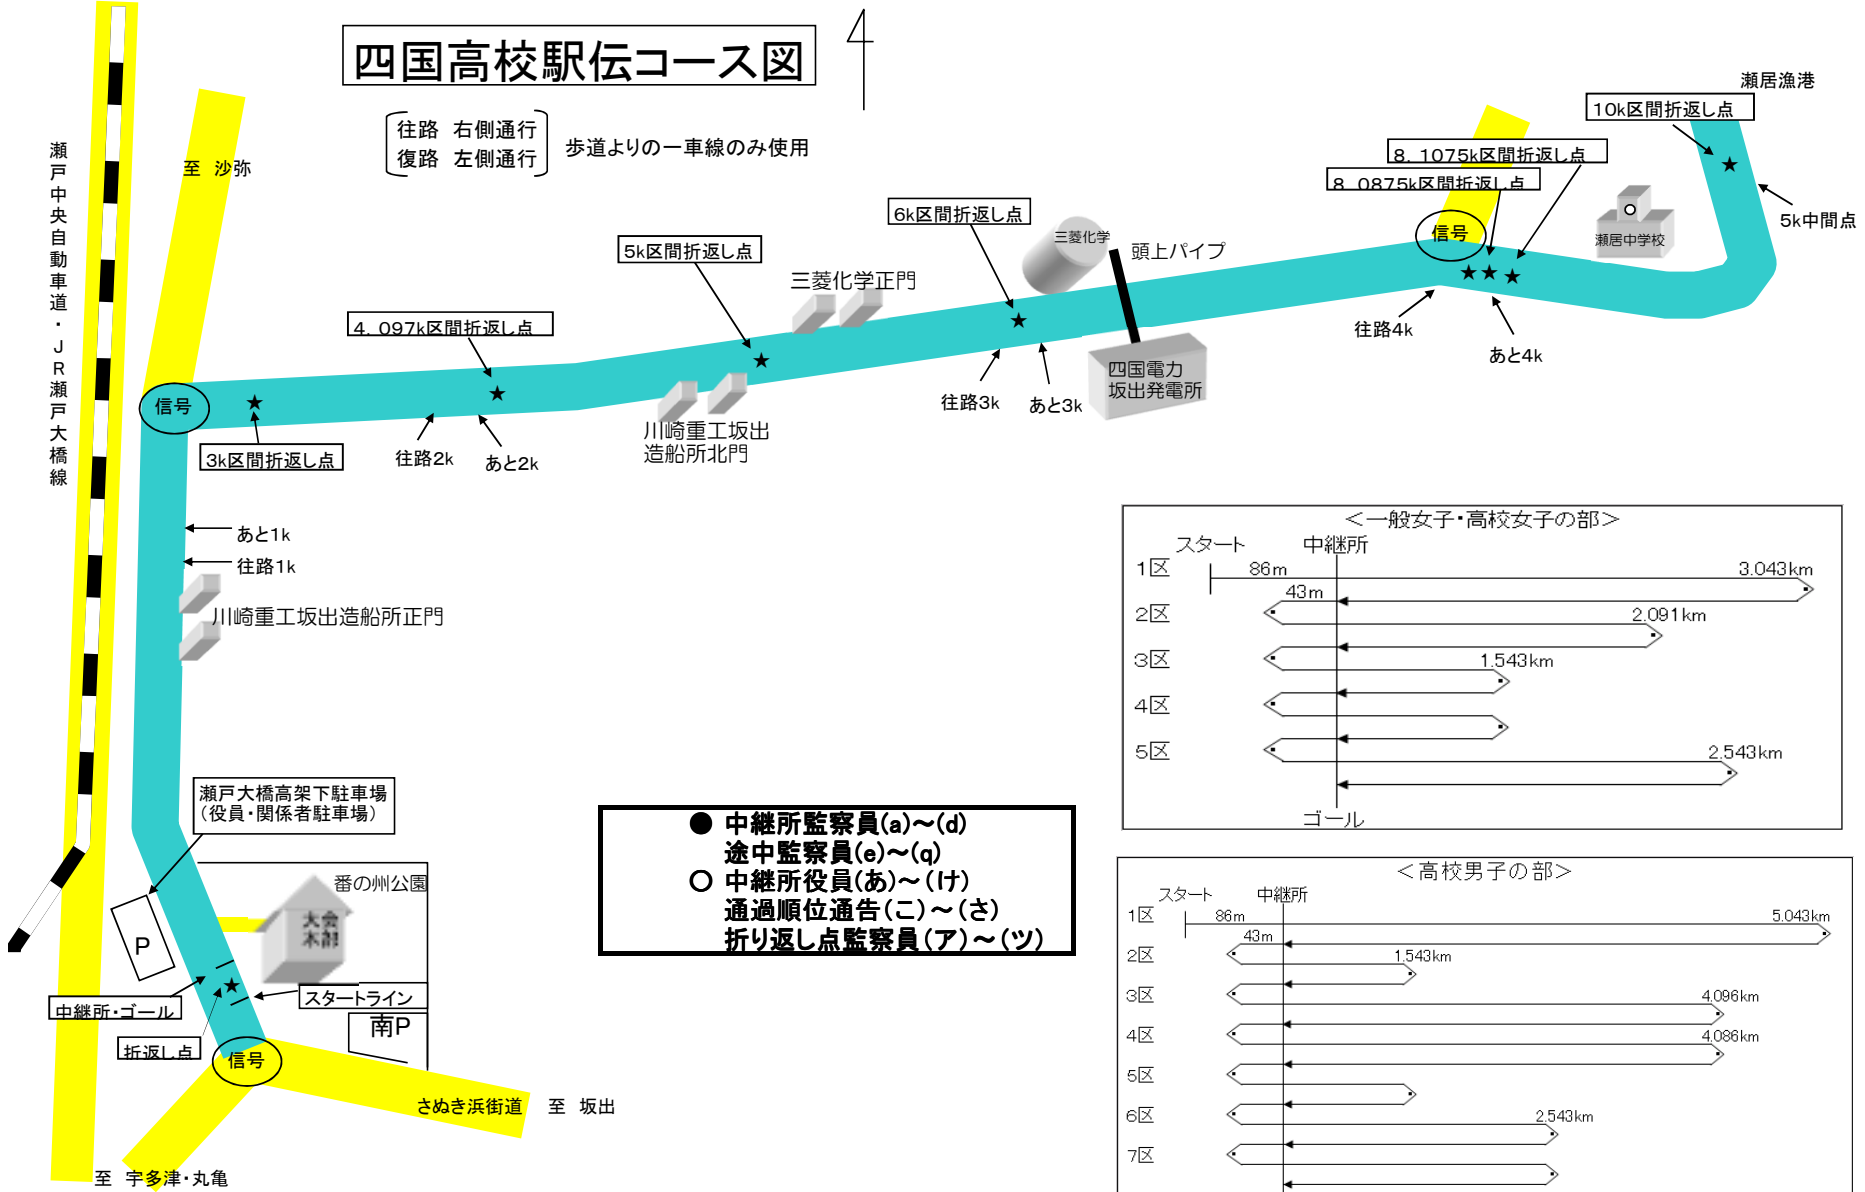 四国高校駅伝コース図
往路 右側通行
復路 左側通行
歩道よりの一車線のみ使用
瀬戸中央自動車道・JR瀬戸大橋線
至 沙弥
瀬居漁港
10k区間折返し点
8.1075k区間折返し点
8.0875k区間折返し点
6k区間折返し点
5k区間折返し点
4.097k区間折返し点
3k区間折返し点
三菱化学
頭上パイプ
信号
瀬居中学校
5k中間点
三菱化学正門
往路4k
あと4k
四国電力
坂出発電所
往路3k
あと3k
信号
川崎重工坂出
造船所北門
往路2k
あと2k
あと1k
往路1k
川崎重工坂出造船所正門
瀬戸大橋高架下駐車場
(役員・関係者駐車場)
番の州公園
大会
本部
P
中継所・ゴール
スタートライン
南P
折返し点
信号
さぬき浜街道 至 坂出
至 宇多津・丸亀
● 中継所監察員(a)～(d)
途中監察員(e)～(q)
○ 中継所役員(あ)～(け)
通過順位通告(こ)～(さ)
折り返し点監察員(ア)～(ツ)
＜一般女子・高校女子の部＞
スタート 中継所
1区 86m 3.043km
43m
2区 2.091km
3区 1.543km
4区
5区 2.543km
ゴール
＜高校男子の部＞
スタート 中継所
1区 86m 5.043km
43m
2区 1.543km
3区 4.096km
4区 4.086km
5区
6区 2.543km
7区